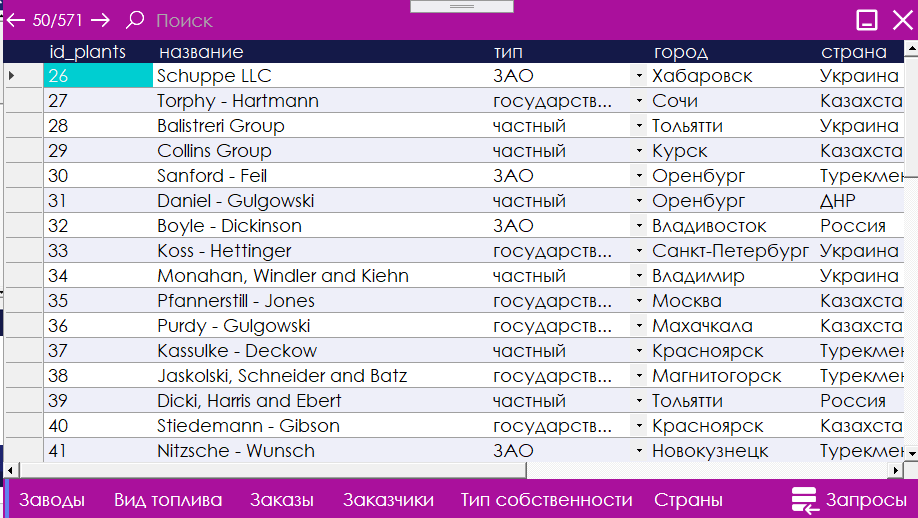 50/571 Поиск
id_plants название тип город страна
26 Schuppe LLC ЗАО Хабаровск Украина
27 Torphy - Hartmann государств... Сочи Казахста
28 Balistreri Group частный Тольятти Украина
29 Collins Group частный Курск Казахста
30 Sanford - Feil ЗАО Оренбург Турекмен
31 Daniel - Gulgowski частный Оренбург ДНР
32 Boyle - Dickinson ЗАО Владивосток Россия
33 Koss - Hettinger государств... Санкт-Петербург Украина
34 Monahan, Windler and Kiehn частный Владимир Украина
35 Pfannerstill - Jones государств... Москва Казахста
36 Purdy - Gulgowski государств... Махачкала Казахста
37 Kassulke - Deckow частный Красноярск Турекмен
38 Jaskolski, Schneider and Batz государств... Магнитогорск Турекмен
39 Dicki, Harris and Ebert частный Тольятти Россия
40 Stiedemann - Gibson государств... Красноярск Казахста
41 Nitzsche - Wunsch ЗАО Новокузнецк Турекмен
Заводы Вид топлива Заказы Заказчики Тип собственности Страны Запросы